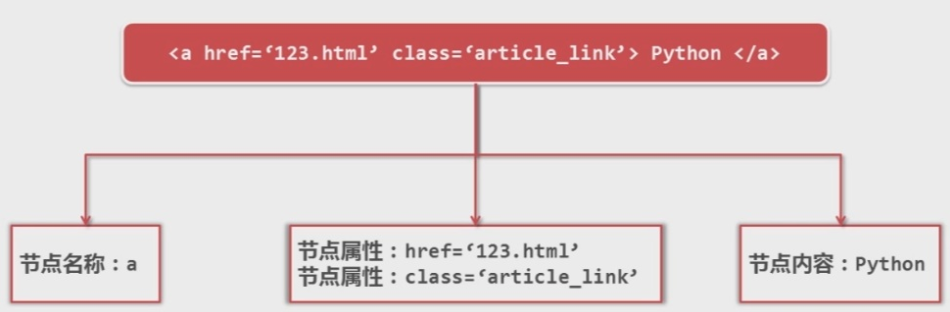 <a href=‘123.html’ class=‘article_link’> Python </a>
节点名称：a
节点属性：href=‘123.html’
节点属性：class=‘article_link’
节点内容：Python